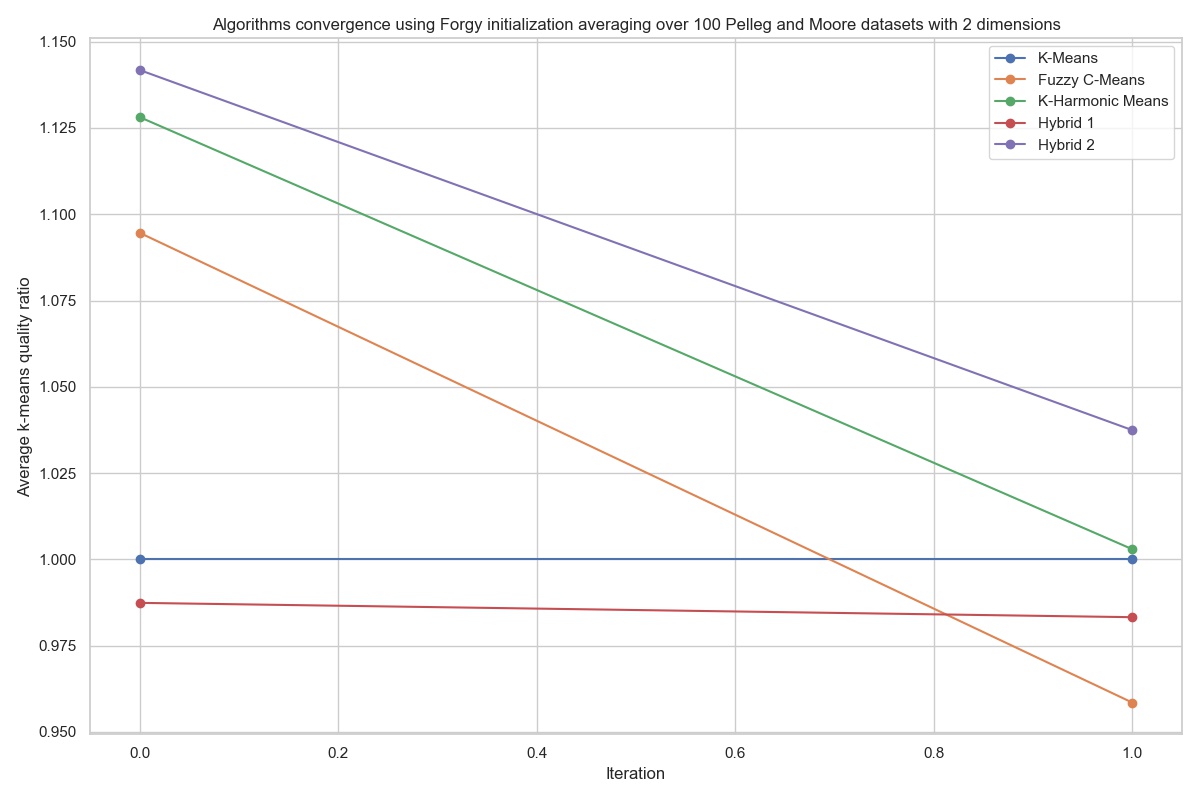 Algorithms convergence using Forgy initialization averaging over 100 Pelleg and Moore datasets with 2 dimensions
K-Means
Fuzzy C-Means
K-Harmonic Means
Hybrid 1
Hybrid 2
Average k-means quality ratio
1.150
1.125
1.100
1.075
1.050
1.025
1.000
0.975
0.950
0.0 0.2 0.4 0.6 0.8 1.0
Iteration